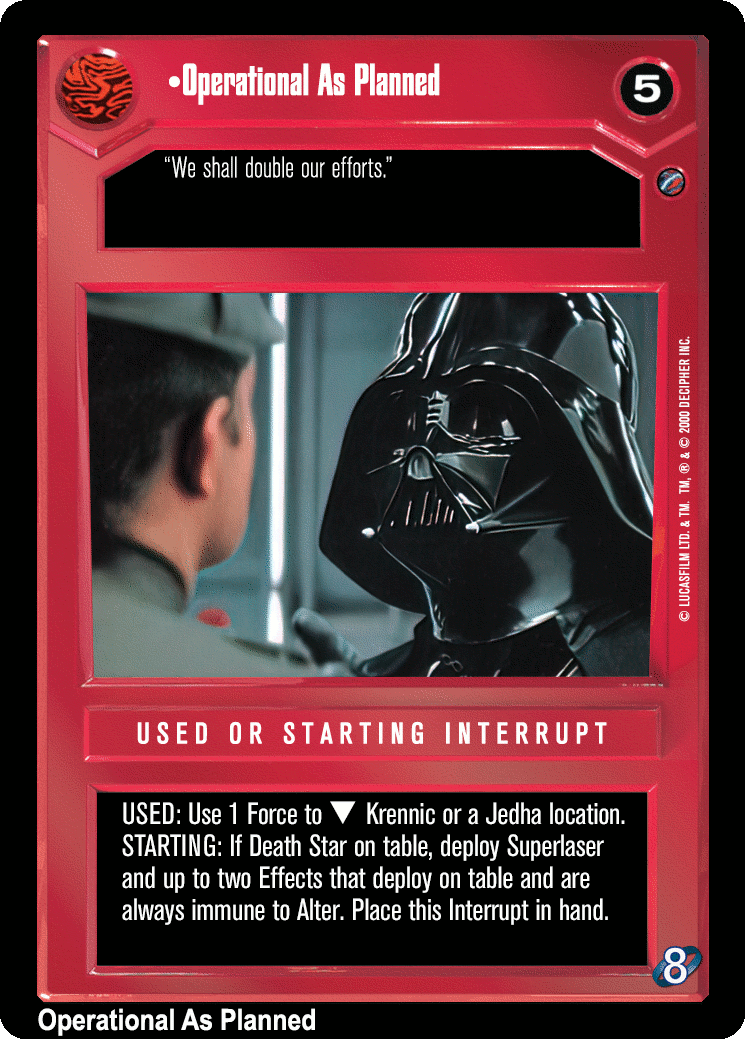 •Operational As Planned
5
“We shall double our efforts.”
© LUCASFILM LTD. & TM. TM, ® & © 2000 DECIPHER INC.
USED OR STARTING INTERRUPT
USED: Use 1 Force to ▼ Krennic or a Jedha location.
STARTING: If Death Star on table, deploy Superlaser
and up to two Effects that deploy on table and are
always immune to Alter. Place this Interrupt in hand.
8
Operational As Planned